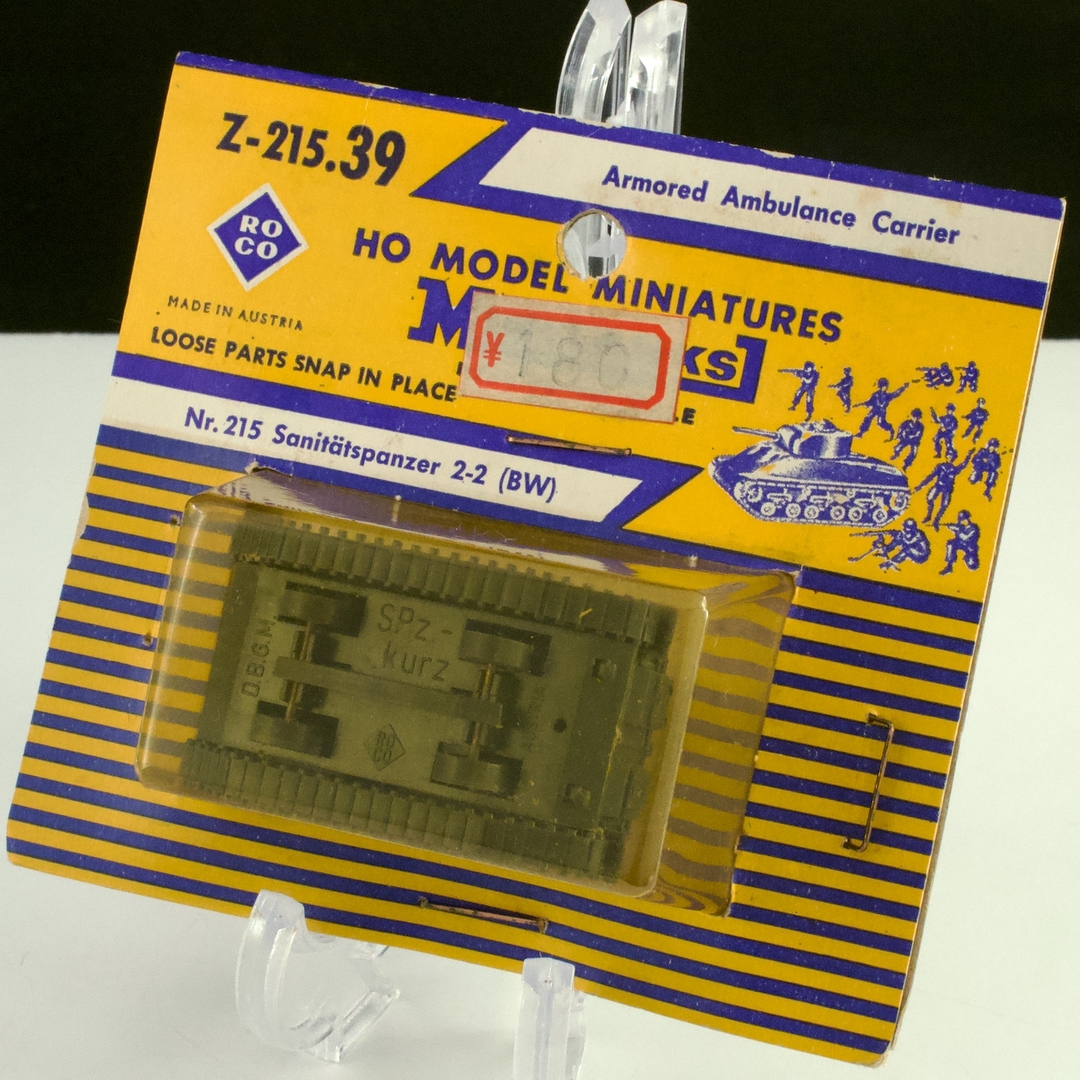 Z-215.39
Armored Ambulance Carrier
RO
CO
HO MODEL MINIATURES
MADE IN AUSTRIA
¥180
LOOSE PARTS SNAP IN PLACE
Nr. 215 Sanitätspanzer 2-2 (BW)
D.B.G.M.
SPz.-
kurz
RO
CO